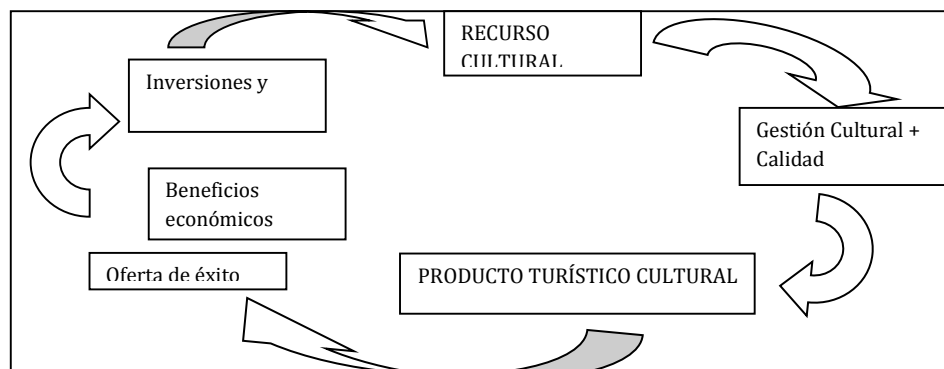 RECURSO
CULTURAL
Inversiones y
Gestión Cultural +
Calidad
Beneficios
económicos
Oferta de éxito
PRODUCTO TURÍSTICO CULTURAL